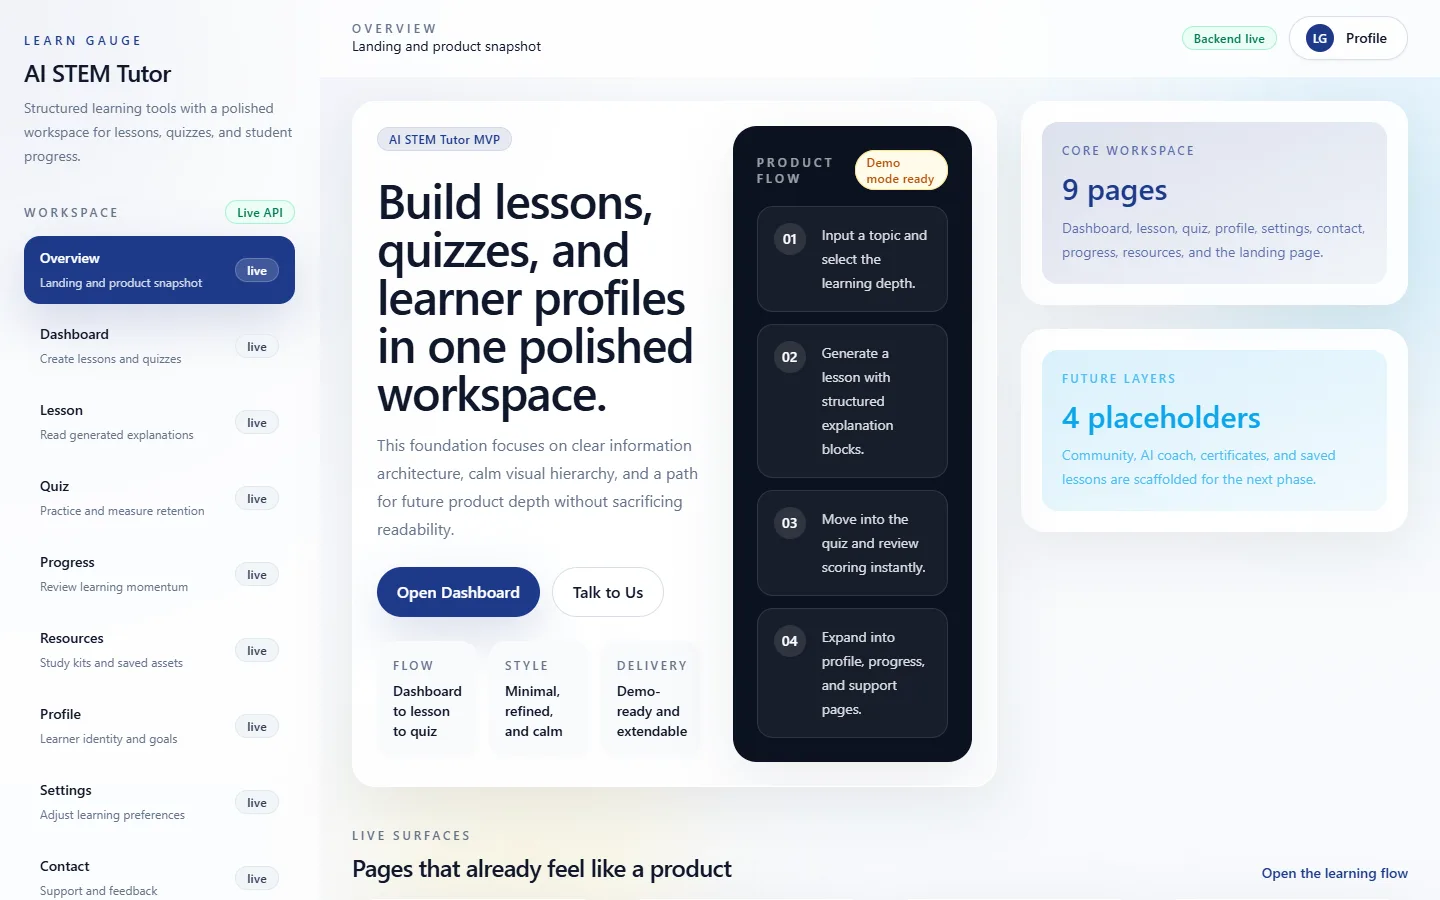 LEARN GAUGE
AI STEM Tutor
Structured learning tools with a polished
workspace for lessons, quizzes, and student
progress.
WORKSPACE
Live API
Overview
Landing and product snapshot
live
Dashboard
Create lessons and quizzes
live
Lesson
Read generated explanations
live
Quiz
Practice and measure retention
live
Progress
Review learning momentum
live
Resources
Study kits and saved assets
live
Profile
Learner identity and goals
live
Settings
Adjust learning preferences
live
Contact
Support and feedback
live
OVERVIEW
Landing and product snapshot
Backend live
LG
Profile
AI STEM Tutor MVP
Build lessons,
quizzes, and
learner profiles
in one polished
workspace.
This foundation focuses on clear information
architecture, calm visual hierarchy, and a path
for future product depth without sacrificing
readability.
Open Dashboard
Talk to Us
FLOW
Dashboard
to lesson
to quiz
STYLE
Minimal,
refined,
and calm
DELIVERY
Demo-
ready and
extendable
PRODUCT
FLOW
Demo
mode ready
01
Input a topic and
select the
learning depth.
02
Generate a
lesson with
structured
explanation
blocks.
03
Move into the
quiz and review
scoring instantly.
04
Expand into
profile, progress,
and support
pages.
CORE WORKSPACE
9 pages
Dashboard, lesson, quiz, profile, settings, contact,
progress, resources, and the landing page.
FUTURE LAYERS
4 placeholders
Community, AI coach, certificates, and saved
lessons are scaffolded for the next phase.
LIVE SURFACES
Pages that already feel like a product
Open the learning flow